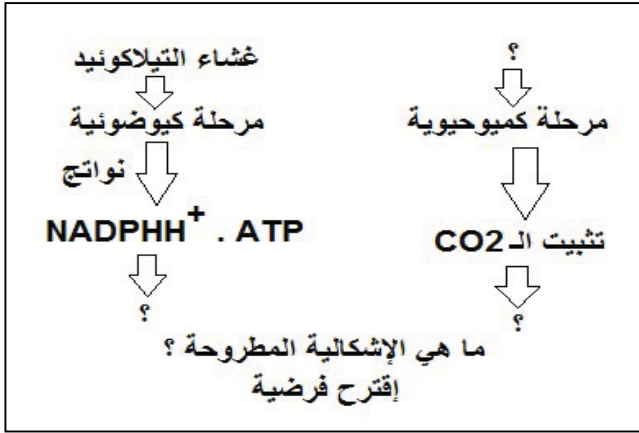 غشاء التيلاكوئيد
مرحلة كيوضوئية
نواتج
NADPHH+ . ATP
؟
؟
مرحلة كميوحيوية
تثبيت الـ CO2
؟
ما هي الإشكالية المطروحة ؟
إقترح فرضية